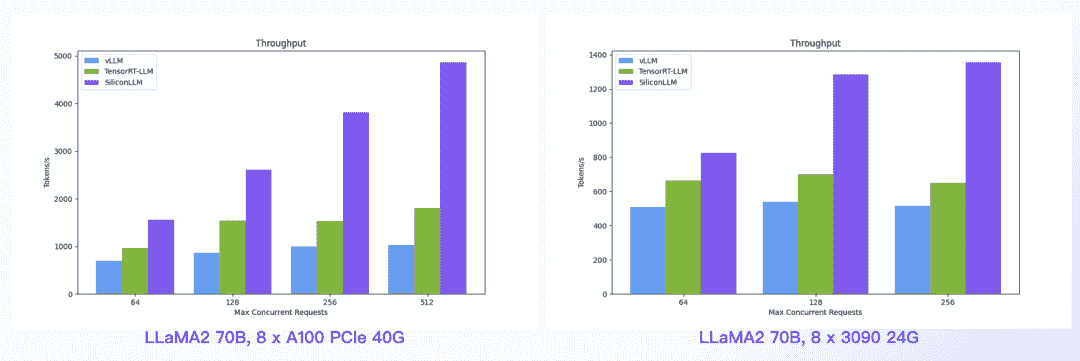 Throughput
vLLM
TensorRT-LLM
SiliconLLM
5000
4000
3000
2000
1000
0
Tokens/s
64 128 256 512
Max Concurrent Requests
LLaMA2 70B, 8 x A100 PCIe 40G
Throughput
vLLM
TensorRT-LLM
SiliconLLM
1400
1200
1000
800
600
400
200
0
Tokens/s
64 128 256
Max Concurrent Requests
LLaMA2 70B, 8 x 3090 24G